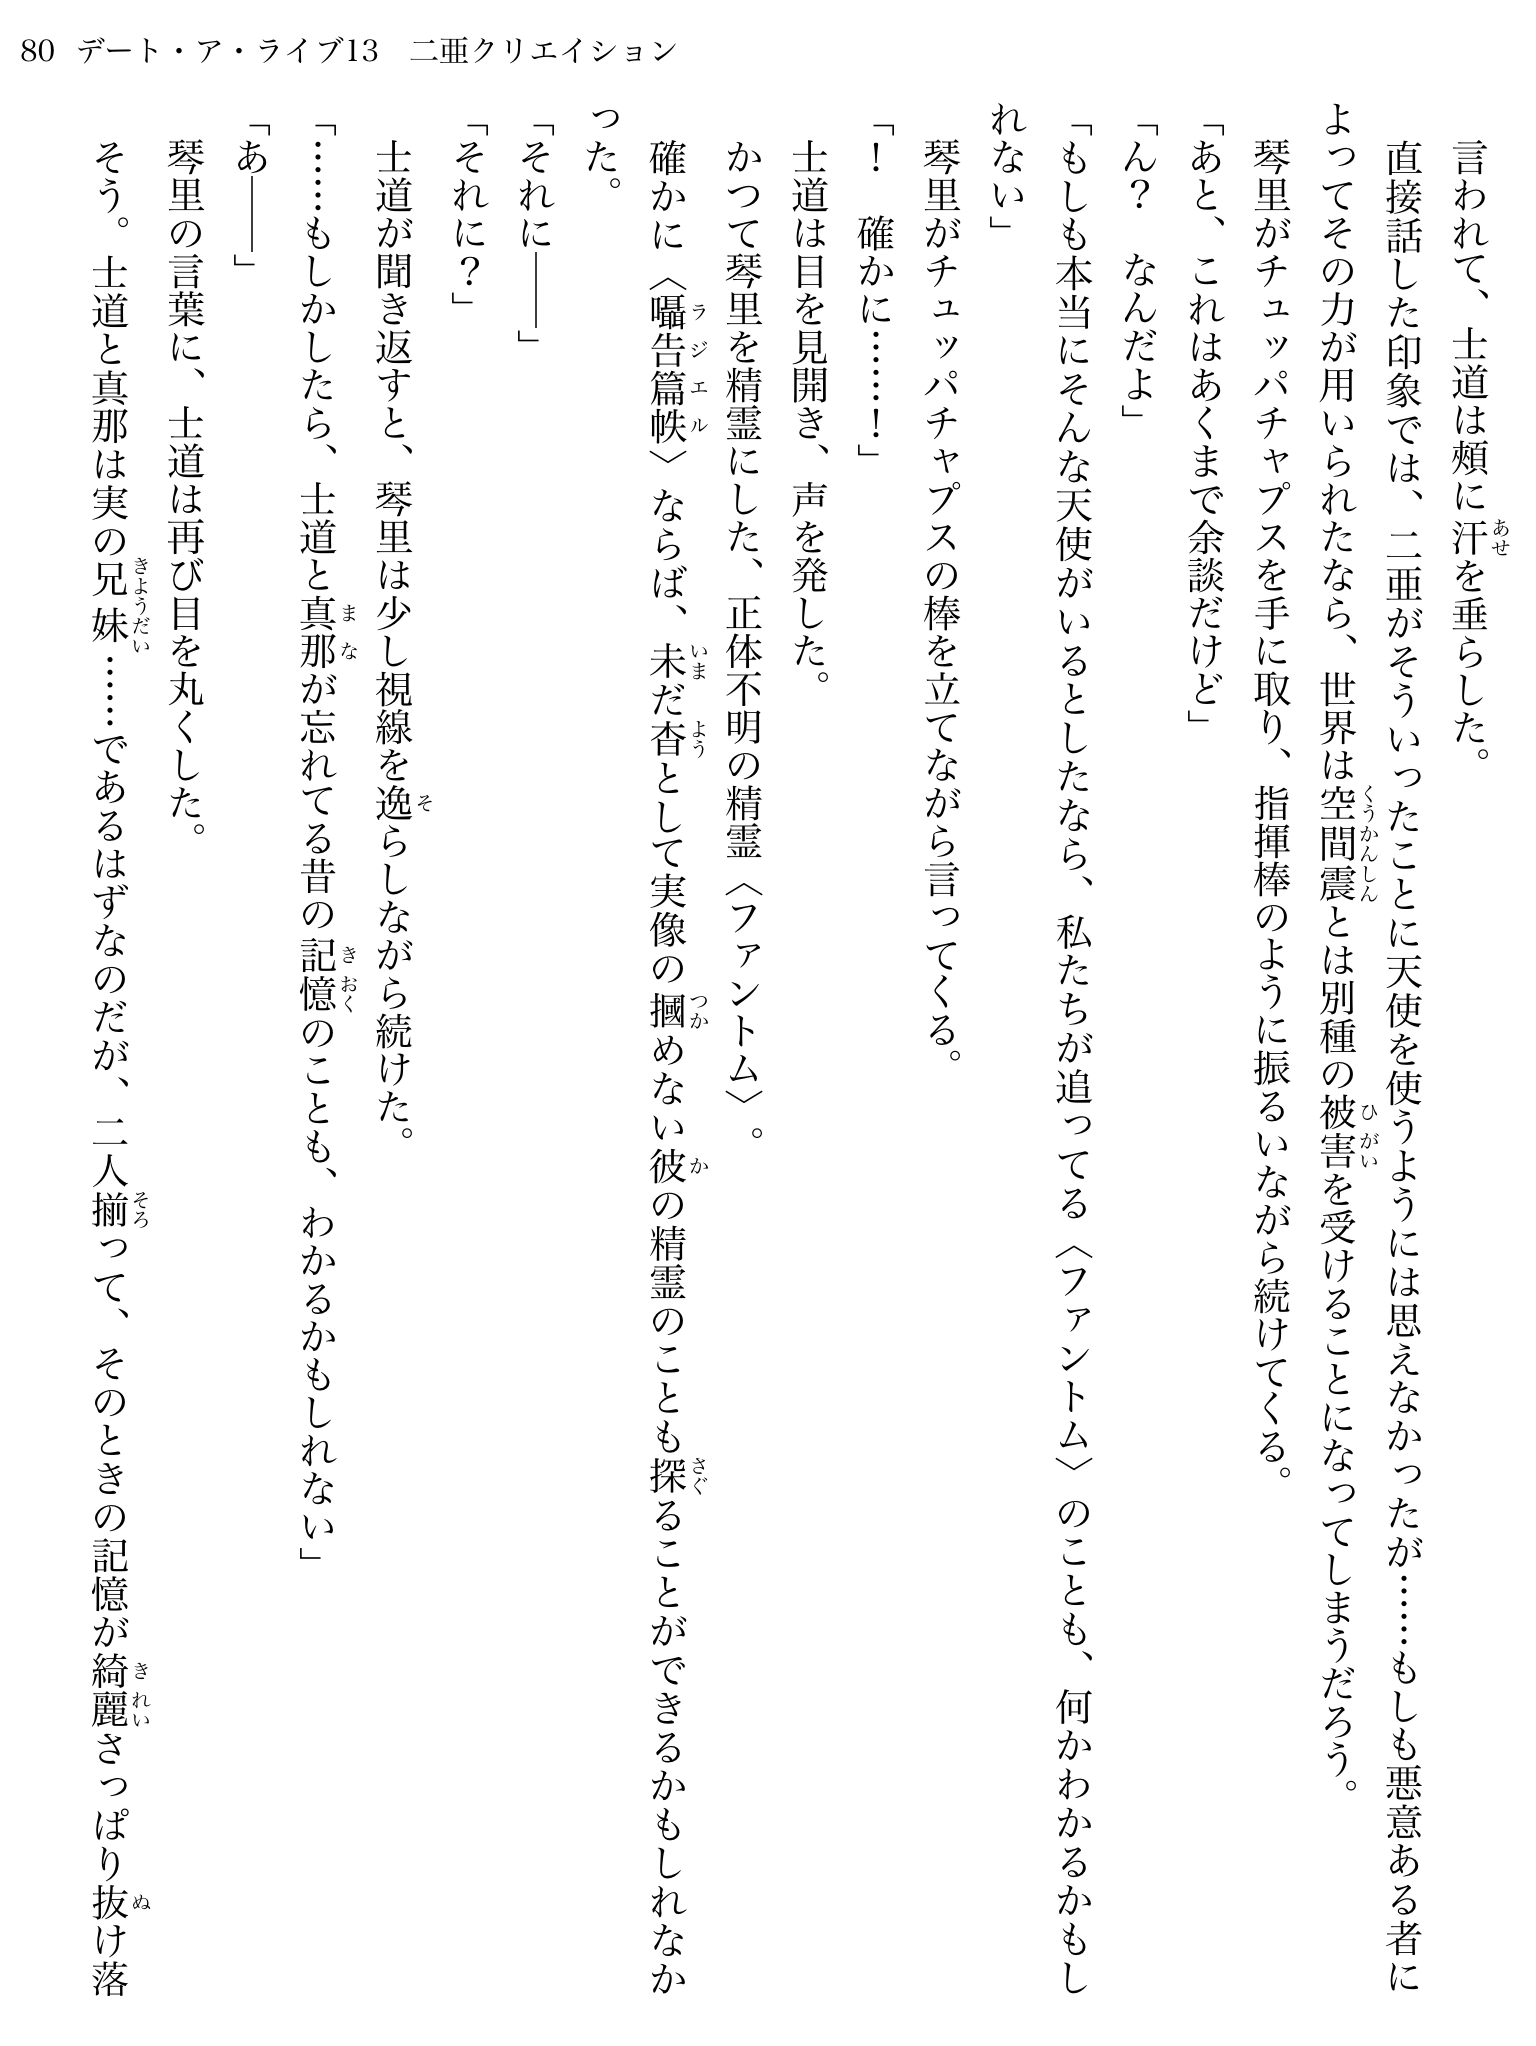 80 デート・ア・ライブ13 二亜クリエイション
言われて、士道は頰に汗を垂らした。
直接話した印象では、二亜がそういったことに天使を使うようには思えなかったが……もしも悪意ある者に
よってその力が用いられたなら、世界は空間震とは別種の被害を受けることになってしまうだろう。
琴里がチュッパチャプスを手に取り、指揮棒のように振るいながら続けてくる。
「あと、これはあくまで余談だけど」
「ん？　なんだよ」
「もしも本当にそんな天使がいるとしたなら、私たちが追ってる〈ファントム〉のことも、何かわかるかもし
れない」
琴里がチュッパチャプスの棒を立てながら言ってくる。
「！　確かに……！」
士道は目を見開き、声を発した。
かつて琴里を精霊にした、正体不明の精霊〈ファントム〉。
確かに〈囁告篇帙〉ならば、未だ杳として実像の摑めない彼の精霊のことも探ることができるかもしれなか
った。
「それに――」
「それに？」
士道が聞き返すと、琴里は少し視線を逸らしながら続けた。
「……もしかしたら、士道と真那が忘れてる昔の記憶のことも、わかるかもしれない」
「あ――」
琴里の言葉に、士道は再び目を丸くした。
そう。士道と真那は実の兄妹……であるはずなのだが、二人揃って、そのときの記憶が綺麗さっぱり抜け落